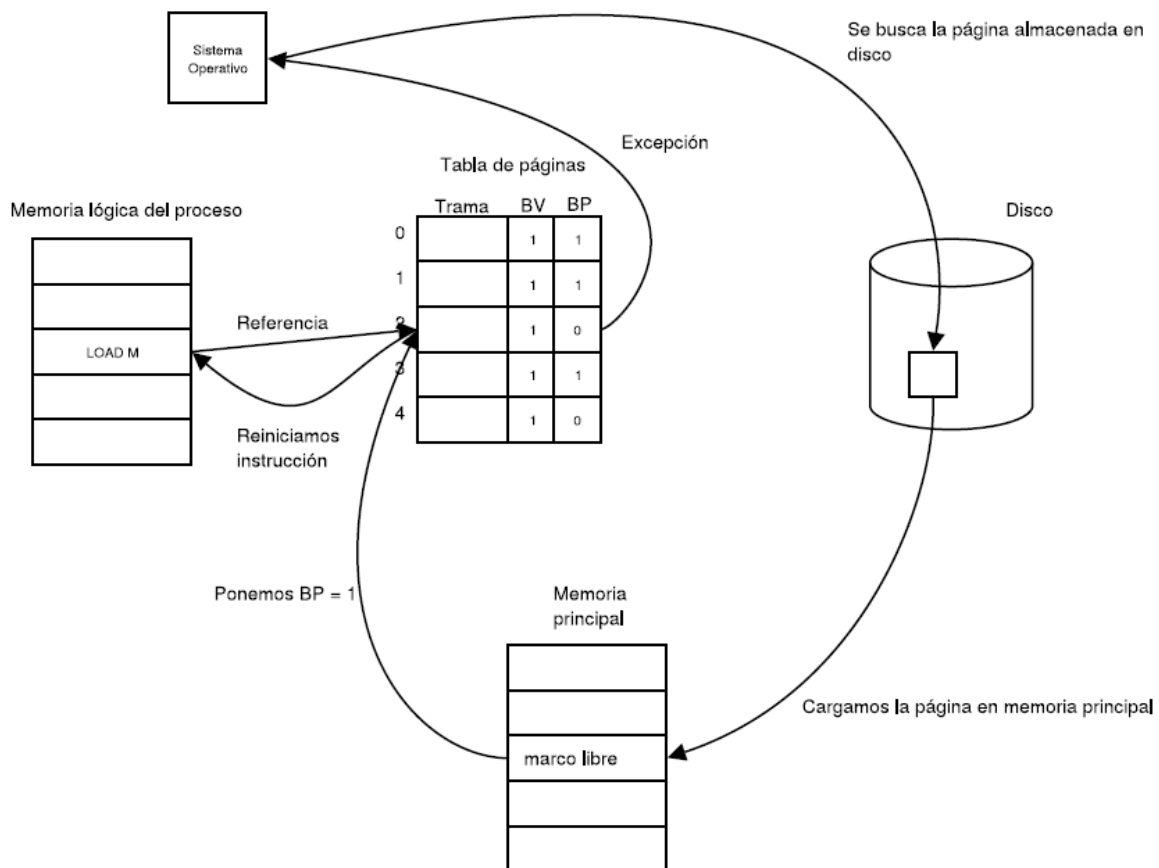 Se busca la página almacenada en
disco
Sistema
Operativo
Excepción
Tabla de páginas
Memoria lógica del proceso
Disco
Trama BV BP
0 1 1
1 1 1
2 1 0
3 1 1
4 1 0
Referencia
LOAD M
Reiniciamos
instrucción
Ponemos BP = 1
Memoria
principal
marco libre
Cargamos la página en memoria principal